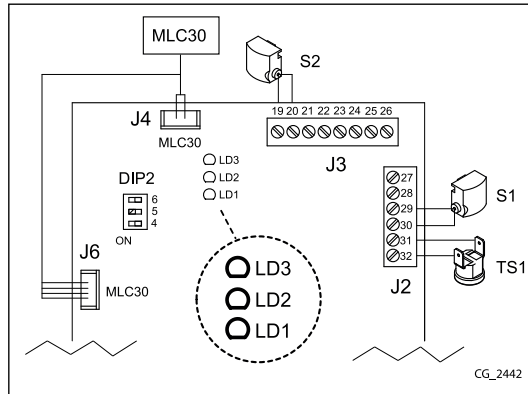 MLC30
S2
19 20 21 22 23 24 25 26
J4
MLC30
J3
LD3
LD2
LD1
DIP2
6
5
4
ON
27
28
29
30
31
32
S1
TS1
J2
J6
MLC30
LD3
LD2
LD1
CG_2442